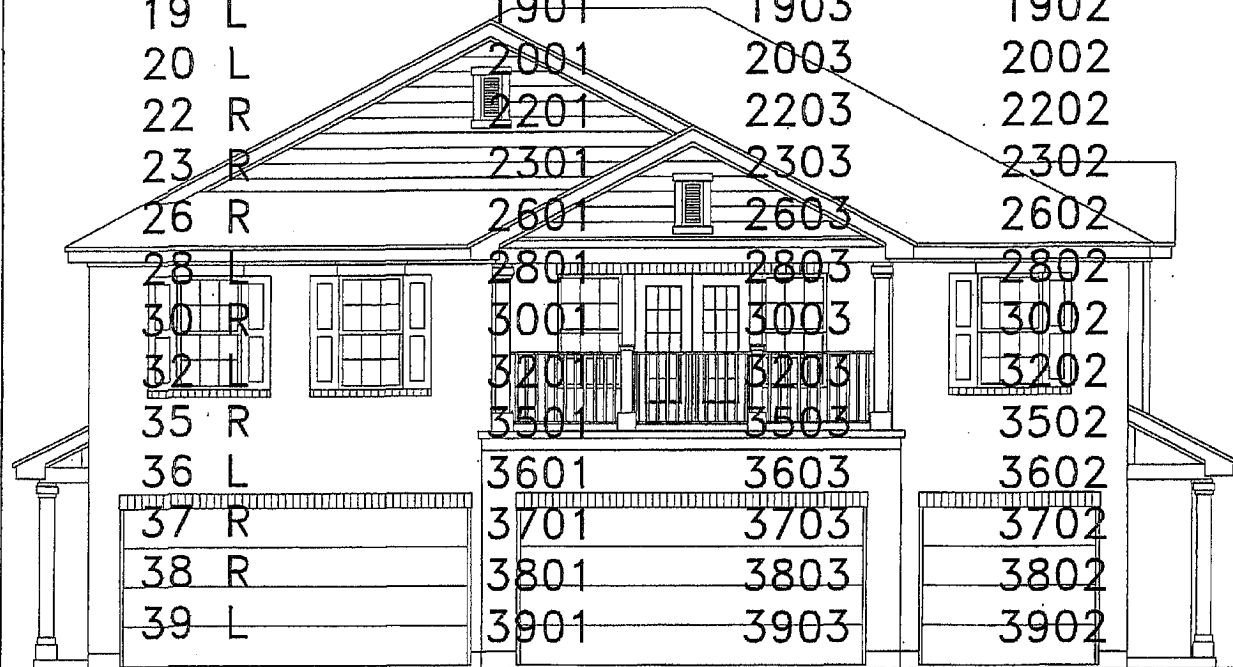 19 L 1901 1903 1902
20 L 2001 2003 2002
22 R 2201 2203 2202
23 R 2301 2303 2302
26 R 2601 2603 2602
28 L 2801 2803 2802
30 R 3001 3003 3002
32 L 3201 3203 3202
35 R 3501 3503 3502
36 L 3601 3603 3602
37 R 3701 3703 3702
38 R 3801 3803 3802
39 L 3901 3903 3902